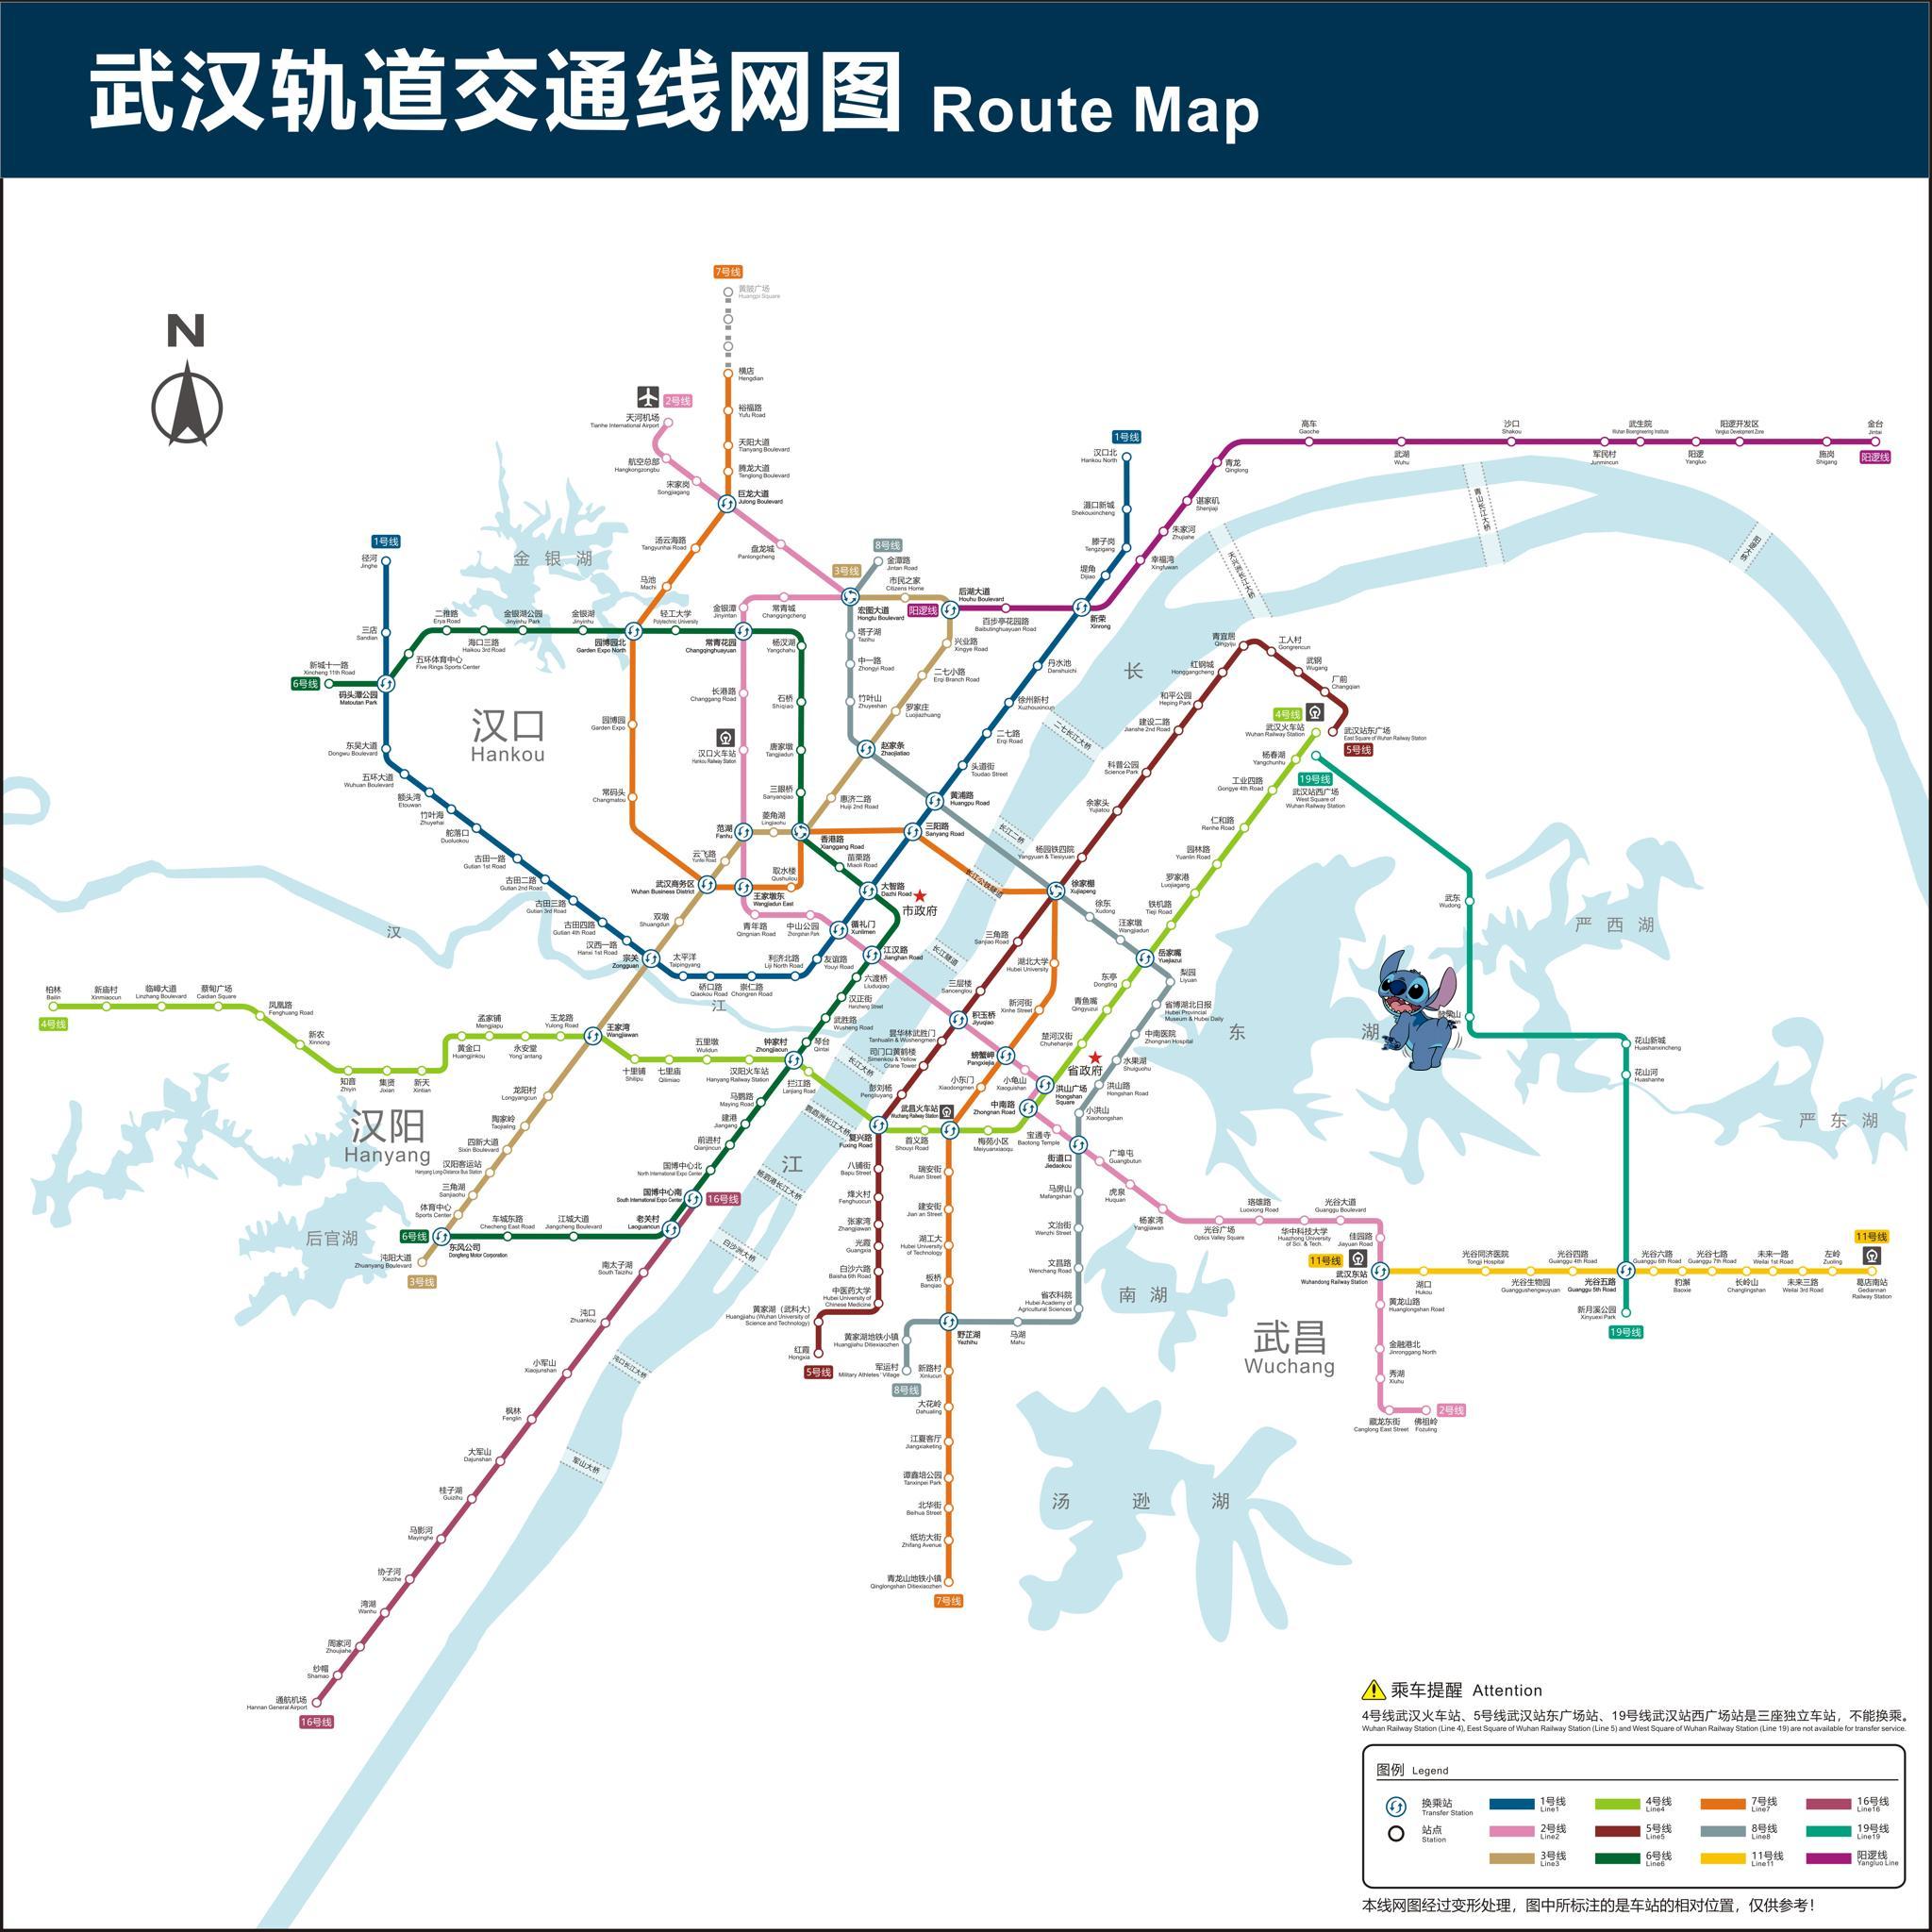 武汉轨道交通线网图 Route Map
N
7号线
黄陂广场
Huangpi Square
横店
Hengdian
裕福路
Yufu Road
天阳大道
Tianyang Boulevard
腾龙大道
Tenglong Boulevard
巨龙大道
Julong Boulevard
2号线
天河机场
Tianhe International Airport
航空总部
Hangkongzongbu
宋家岗
Songjiagang
盘龙城
Panlongcheng
汤云海路
Tangyunhai Road
马池
Machi
1号线
汉口北
Hankou North
滠口新城
Shekouxincheng
滕子岗
Tengzigang
堤角
Dijiao
新荣
Xinrong
高车
Gaoche
武湖
Wuhu
沙口
Shakou
军民村
Junmincun
武生院
Wuhan Bioengineering Institute
阳逻
Yangluo
阳逻开发区
Yangluo Development Zone
施岗
Shigang
金台
Jintai
阳逻线
青龙
Qinglong
谌家矶
Shenjiaji
朱家河
Zhujiahe
幸福湾
Xingfuwan
青山长江大桥
天兴洲长江大桥
阳逻大桥
1号线
径河
Jinghe
三店
Sandian
金银湖
8号线
金潭路
Jintan Road
3号线
市民之家
Citizens Home
宏图大道
Hongtu Boulevard
阳逻线
后湖大道
Houhu Boulevard
百步亭花园路
Baibutinghuayuan Road
金银潭
Jinyintan
常青城
Changqingcheng
二雅路
Erya Road
海口三路
Haikou 3rd Road
金银湖公园
Jinyinhu Park
金银湖
Jinyinhu
园博园北
Garden Expo North
轻工大学
Polytechnic University
常青花园
Changqinghuayuan
杨汊湖
Yangchahu
五环体育中心
Five Rings Sports Center
新城十一路
Xincheng 11th Road
6号线
码头潭公园
Matoutan Park
塔子湖
Tazihu
中一路
Zhongyi Road
竹叶山
Zhuyeshan
兴业路
Xingye Road
二七小路
Erqi Branch Road
罗家庄
Luojiazhuang
赵家条
Zhaojiatiao
丹水池
Danshuichi
徐州新村
Xuzhouxincun
二七路
Erqi Road
头道街
Toudao Street
黄浦路
Huangpu Road
长
二七长江大桥
青宜居
Qingyiju
工人村
Gongrencun
武钢
Wugang
厂前
Changqian
红钢城
Honggangcheng
和平公园
Heping Park
建设二路
Jianshe 2nd Road
科普公园
Science Park
余家头
Yujiatou
4号线
武汉火车站
Wuhan Railway Station
武汉站东广场
East Square of Wuhan Railway Station
5号线
杨春湖
Yangchunhu
19号线
武汉站西广场
West Square of
Wuhan Railway Station
工业四路
Gongye 4th Road
仁和路
Renhe Road
园林路
Yuanlin Road
罗家港
Luojiagang
铁机路
Tieji Road
汉口
Hankou
长港路
Changgang Road
石桥
Shiqiao
园博园
Garden Expo
汉口火车站
Hankou Railway Station
唐家墩
Tangjiadun
常码头
Changmatou
三眼桥
Sanyanqiao
惠济二路
Huiji 2nd Road
范湖
Fanhu
菱角湖
Lingjiaohu
香港路
Xianggang Road
三阳路
Sanyang Road
云飞路
Yunfei Road
苗栗路
Miaoli Road
取水楼
Qushuilou
武汉商务区
Wuhan Business District
王家墩东
Wangjiadun East
大智路
Dazhi Road
市政府
东吴大道
Dongwu Boulevard
五环大道
Wuhuan Boulevard
额头湾
Etouwan
竹叶海
Zhuyehai
舵落口
Duoluokou
古田一路
Gutian 1st Road
古田二路
Gutian 2nd Road
古田三路
Gutian 3rd Road
古田四路
Gutian 4th Road
汉西一路
Hanxi 1st Road
宗关
Zongguan
双墩
Shuangdun
太平洋
Taipingyang
硚口路
Qiaokou Road
崇仁路
Chongren Road
利济北路
Liji North Road
友谊路
Youyi Road
青年路
Qingnian Road
中山公园
Zhongshan Park
循礼门
Xunlimen
江汉路
Jianghan Road
六渡桥
Liuduqiao
汉正街
Hanzheng Street
武胜路
Wusheng Road
汉
江
长江二桥
长江公铁隧道
长江隧道
长江大桥
鹦鹉洲长江大桥
杨园铁四院
Yangyuan & Tiesiyuan
徐家棚
Xujiapeng
徐东
Xudong
汪家墩
Wangjiadun
岳家嘴
Yuejiazui
梨园
Liyuan
省博湖北日报
Hubei Provincial
Museum & Hubei Daily
中南医院
Zhongnan Hospital
水果湖
Shuiguohu
洪山路
Hongshan Road
小洪山
Xiaohongshan
三角路
Sanjiao Road
三层楼
Sancenglou
积玉桥
Jiyuqiao
湖北大学
Hubei University
新河街
Xinhe Street
螃蟹岬
Pangxiejia
东亭
Dongting
青鱼嘴
Qingyuzui
楚河汉街
Chuhehanjie
省政府
洪山广场
Hongshan
Square
小龟山
Xiaoguishan
中南路
Zhongnan Road
昙华林武胜门
Tanhualin & Wushengmen
司门口黄鹤楼
Simenkou & Yellow
Crane Tower
彭刘杨
Pengliuyang
小东门
Xiaodongmen
武昌火车站
Wuchang Railway Station
复兴路
Fuxing Road
首义路
Shouyi Road
梅苑小区
Meiyuanxiaoqu
宝通寺
Baotong Temple
街道口
Jiedaokou
广埠屯
Guangbutun
虎泉
Huquan
杨家湾
Yangjiawan
武东
Wudong
严西湖
东
湖
花山新城
Huashanxincheng
花山河
Huashanhe
严东湖
柏林
Bailin
4号线
新庙村
Xinmiaocun
临嶂大道
Linzhang Boulevard
蔡甸广场
Caidian Square
凤凰路
Fenghuang Road
新农
Xinnong
知音
Zhiyin
集贤
Jixian
新天
Xintian
黄金口
Huangjinkou
孟家铺
Mengjiapu
永安堂
Yong'antang
玉龙路
Yulong Road
王家湾
Wangjiawan
十里铺
Shilipu
七里庙
Qilimiao
五里墩
Wulidun
汉阳火车站
Hanyang Railway Station
钟家村
Zhongjiacun
琴台
Qintai
拦江路
Lanjiang Road
汉阳
Hanyang
龙阳村
Longyangcun
陶家岭
Taojialing
四新大道
Sixin Boulevard
汉阳客运站
Hanyang Long-Distance Bus Station
三角湖
Sanjiaohu
体育中心
Sports Center
马鹦路
Maying Road
建港
Jiangang
前进村
Qianjincun
国博中心北
North International Expo Center
国博中心南
South International Expo Center
16号线
老关村
Laoguancun
6号线
东风公司
Dongfeng Motor Corporation
车城东路
Checheng East Road
江城大道
Jiangcheng Boulevard
沌阳大道
Zhuanyang Boulevard
3号线
后官湖
江
杨泗港长江大桥
白沙洲大桥
沌口长江大桥
军山大桥
八铺街
Bapu Street
烽火村
Fenghuocun
张家湾
Zhangjiawan
光霞
Guangxia
白沙六路
Baisha 6th Road
中医药大学
Hubei University of
Chinese Medicine
黄家湖（武科大）
Huangjiahu (Wuhan University of
Science and Technology)
红霞
Hongxia
5号线
瑞安街
Ruian Street
建安街
Jian an Street
湖工大
Hubei University
of Technology
板桥
Banqiao
野芷湖
Yezhihu
马湖
Mahu
黄家湖地铁小镇
Huangjiahu Ditiexiaozhen
军运村
Military Athletes' Village
8号线
马房山
Mafangshan
文治街
Wenzhi Street
文昌路
Wenchang Road
省农科院
Hubei Academy of
Agricultural Sciences
南湖
珞雄路
Luoxiong Road
光谷大道
Guanggu Boulevard
光谷广场
Optics Valley Square
华中科技大学
Huazhong University
of Sci. & Tech.
佳园路
Jiayuan Road
11号线
武汉东站
Wuhandong Railway Station
湖口
Hukou
光谷同济医院
Tongji Hospital
光谷生物园
Guanggushengwuyuan
光谷四路
Guanggu 4th Road
光谷五路
Guanggu 5th Road
光谷六路
Guanggu 6th Road
豹澥
Baoxie
光谷七路
Guanggu 7th Road
长岭山
Changlingshan
未来一路
Weilai 1st Road
未来三路
Weilai 3rd Road
左岭
Zuoling
11号线
葛店南站
Gediannan
Railway Station
新月溪公园
Xinyuexi Park
19号线
黄龙山路
Huanglongshan Road
金融港北
Jinronggang North
秀湖
Xiuhu
藏龙东街
Canglong East Street
佛祖岭
Fozuling
2号线
武昌
Wuchang
南太子湖
South Taizihu
沌口
Zhuankou
小军山
Xiaojunshan
枫林
Fenglin
大军山
Dajunshan
桂子湖
Guizihu
马影河
Mayinghe
协子河
Xiezihe
湾湖
Wanhu
周家河
Zhoujiahe
纱帽
Shamao
通航机场
Hannan General Airport
16号线
新路村
Xinlucun
大花岭
Dahualing
江夏客厅
Jiangxiaketing
谭鑫培公园
Tanxinpei Park
北华街
Beihua Street
纸坊大街
Zhifang Avenue
青龙山地铁小镇
Qinglongshan Ditiexiaozhen
7号线
汤逊湖
乘车提醒 Attention
4号线武汉火车站、5号线武汉站东广场站、19号线武汉站西广场站是三座独立车站，不能换乘。
Wuhan Railway Station (Line 4), Eest Square of Wuhan Railway Station (Line 5) and West Square of Wuhan Railway Station (Line 19) are not available for transfer service.
图例 Legend
换乘站
Transfer Station
站点
Station
1号线
Line1
2号线
Line2
3号线
Line3
4号线
Line4
5号线
Line5
6号线
Line6
7号线
Line7
8号线
Line8
11号线
Line11
16号线
Line16
19号线
Line19
阳逻线
Yangluo Line
本线网图经过变形处理，图中所标注的是车站的相对位置，仅供参考！